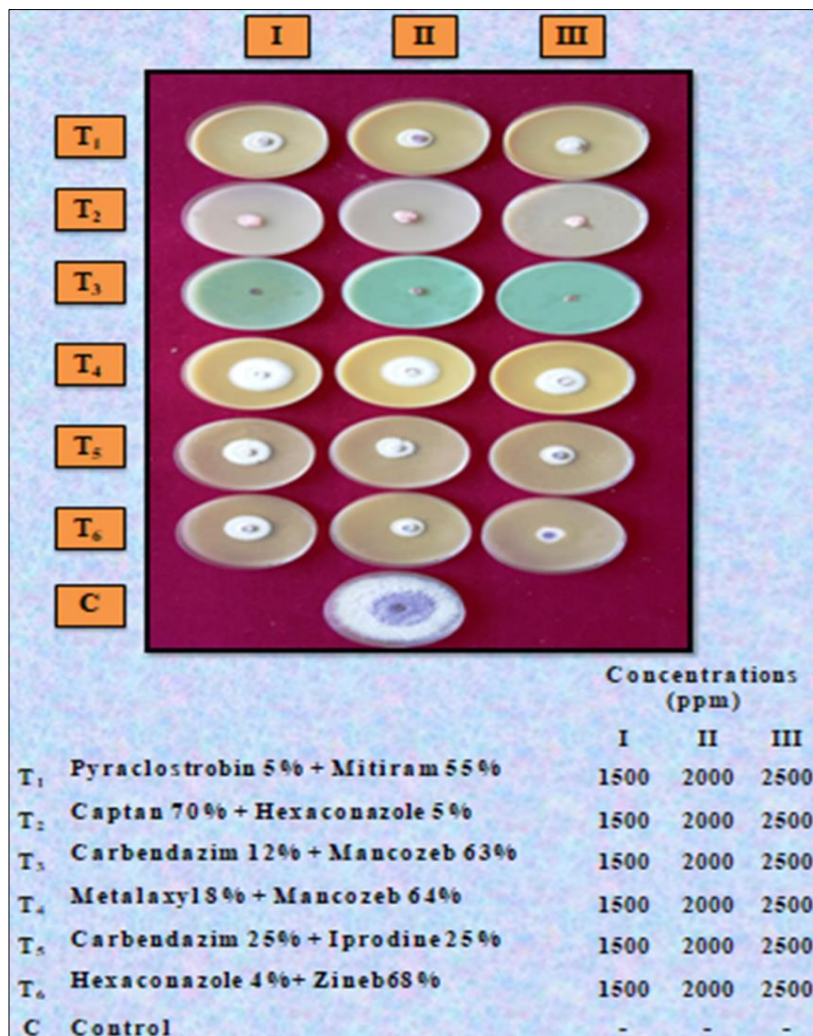 I II III
T₁
T₂
T₃
T₄
T₅
T₆
C
Concentrations
(ppm)
I II III
T₁ Pyraclostrobin 5% + Mitiram 55% 1500 2000 2500
T₂ Captan 70% + Hexaconazole 5% 1500 2000 2500
T₃ Carbendazim 12% + Mancozeb 63% 1500 2000 2500
T₄ Metalaxyl 8% + Mancozeb 64% 1500 2000 2500
T₅ Carbendazim 25% + Iprodine 25% 1500 2000 2500
T₆ Hexaconazole 4%+ Zineb68% 1500 2000 2500
C Control - - -